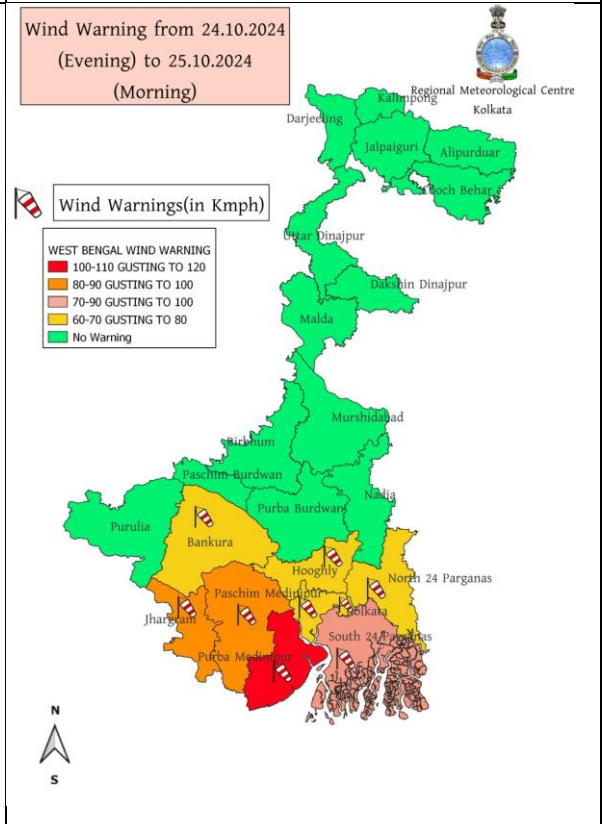 Wind Warning from 24.10.2024
(Evening) to 25.10.2024
(Morning)
Regional Meteorological Centre
Kolkata
Kalimpong
Darjeeling
Jalpaiguri
Alipurduar
Coch Behar
Wind Warnings(in Kmph)
Uttar Dinajpur
WEST BENGAL WIND WARNING
100-110 GUSTING TO 120
80-90 GUSTING TO 100
70-90 GUSTING TO 100
60-70 GUSTING TO 80
No Warning
Dakshin Dinajpur
Malda
Murshidabad
Birbhum
Paschim Burdwan
Nadia
Purba Burdwan
Purulia
Bankura
Hooghly
North 24 Parganas
Paschim Medinipur
Kolkata
Jhargram
South 24 Parganas
Purba Medinipur
N
S